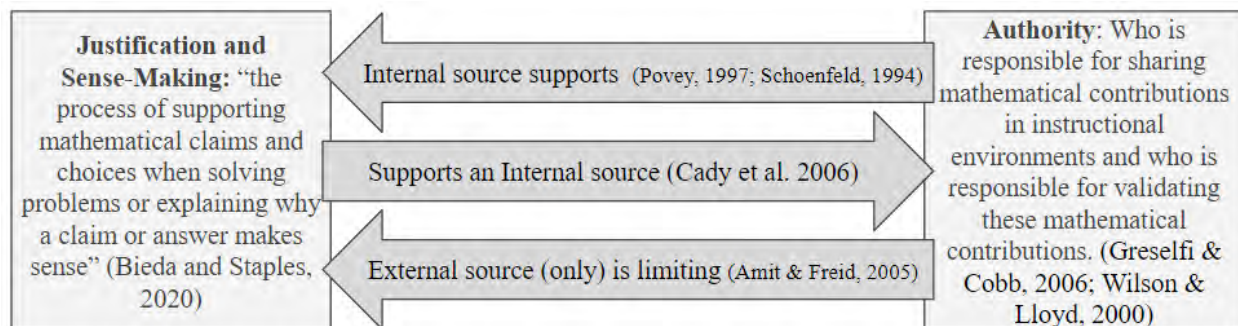 Justification and
Sense-Making: “the
process of supporting
mathematical claims and
choices when solving
problems or explaining why
a claim or answer makes
sense” (Bieda and Staples,
2020)
Internal source supports (Povey, 1997; Schoenfeld, 1994)
Supports an Internal source (Cady et al. 2006)
External source (only) is limiting (Amit & Freid, 2005)
Authority: Who is
responsible for sharing
mathematical contributions
in instructional
environments and who is
responsible for validating
these mathematical
contributions. (Greselfi &
Cobb, 2006; Wilson &
Lloyd, 2000)